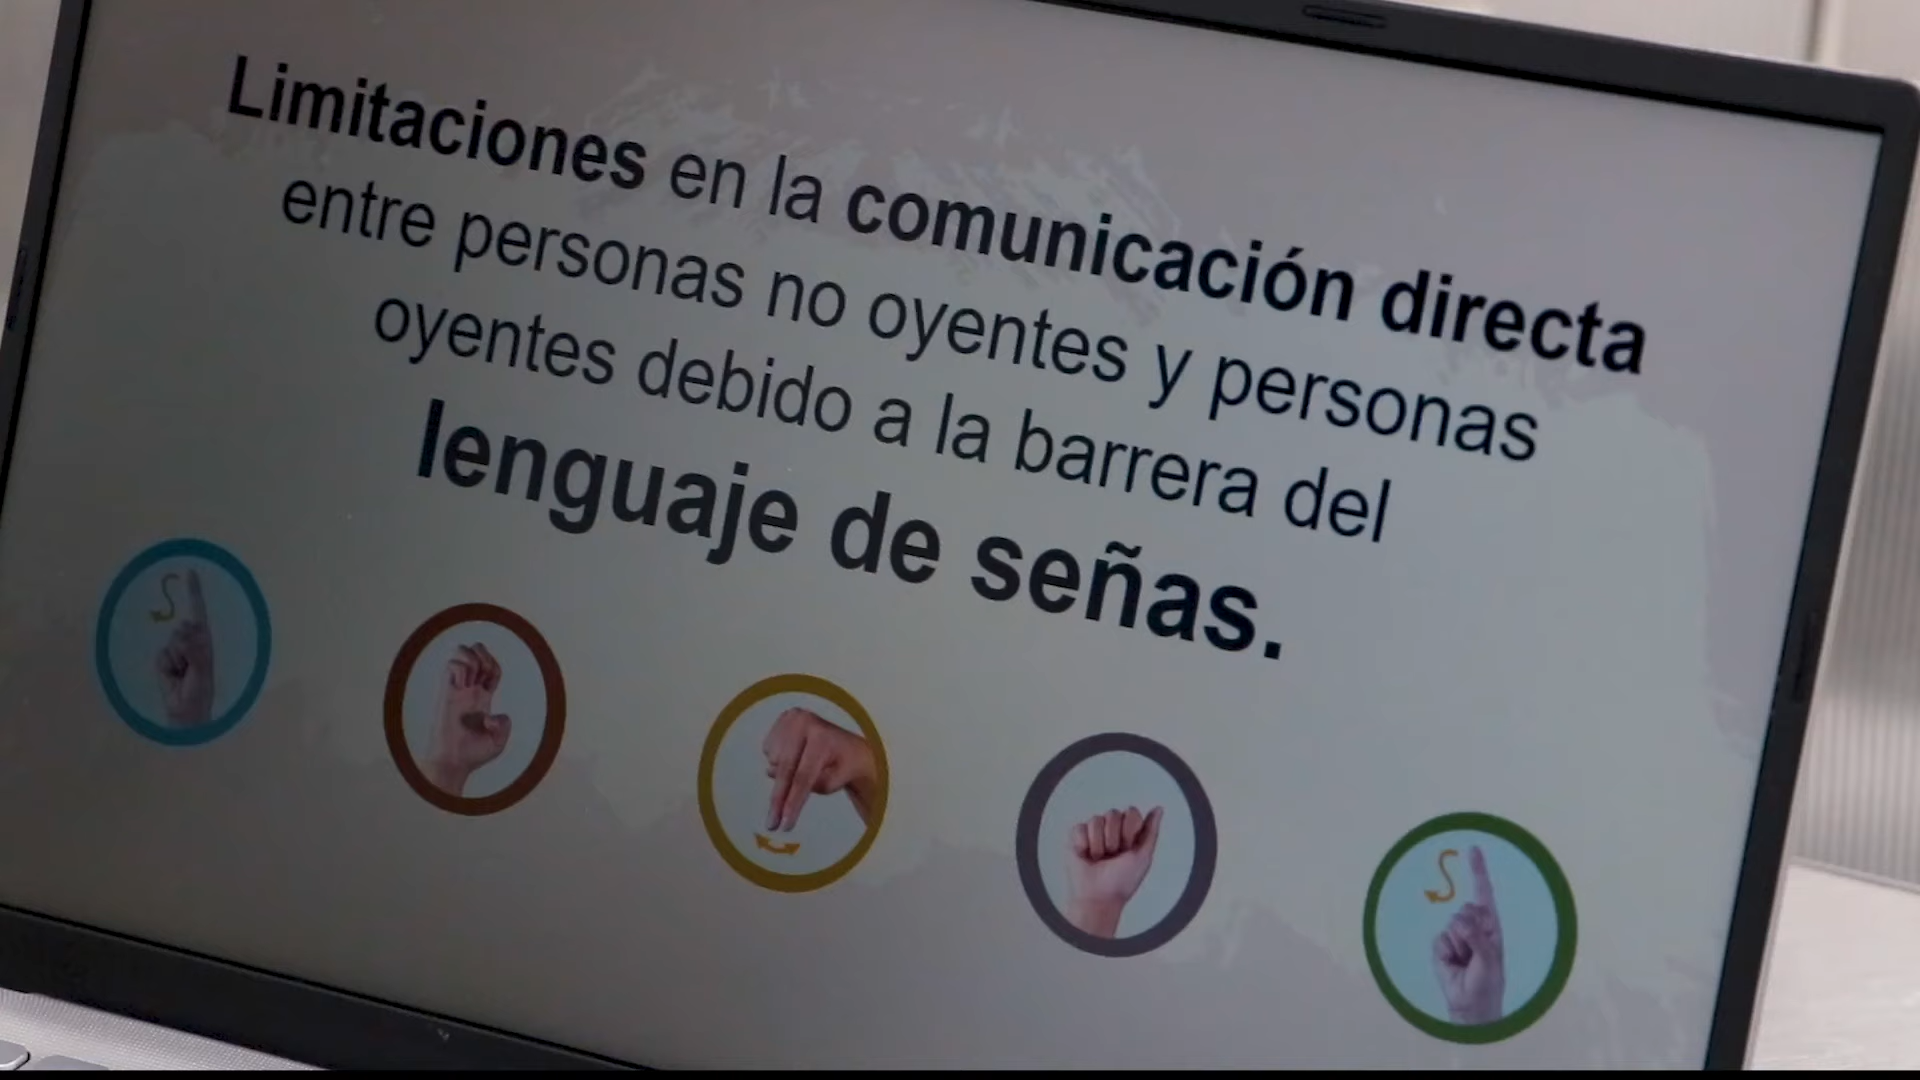 Limitaciones en la comunicación directa
entre personas no oyentes y personas
oyentes debido a la barrera del
lenguaje de señas.